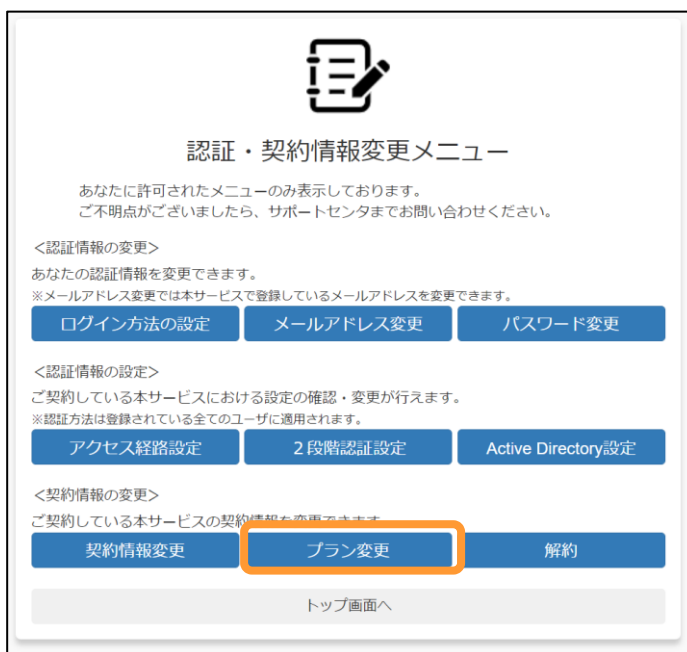 認証・契約情報変更メニュー
あなたに許可されたメニューのみ表示しております。
ご不明点がございましたら、サポートセンタまでお問い合わせください。
＜認証情報の変更＞
あなたの認証情報を変更できます。
※メールアドレス変更では本サービスで登録しているメールアドレスを変更できます。
ログイン方法の設定 メールアドレス変更 パスワード変更
＜認証情報の設定＞
ご契約している本サービスにおける設定の確認・変更が行えます。
※認証方法は登録されている全てのユーザに適用されます。
アクセス経路設定 ２段階認証設定 Active Directory設定
＜契約情報の変更＞
ご契約している本サービスの契約情報を変更できます
契約情報変更 プラン変更 解約
トップ画面へ